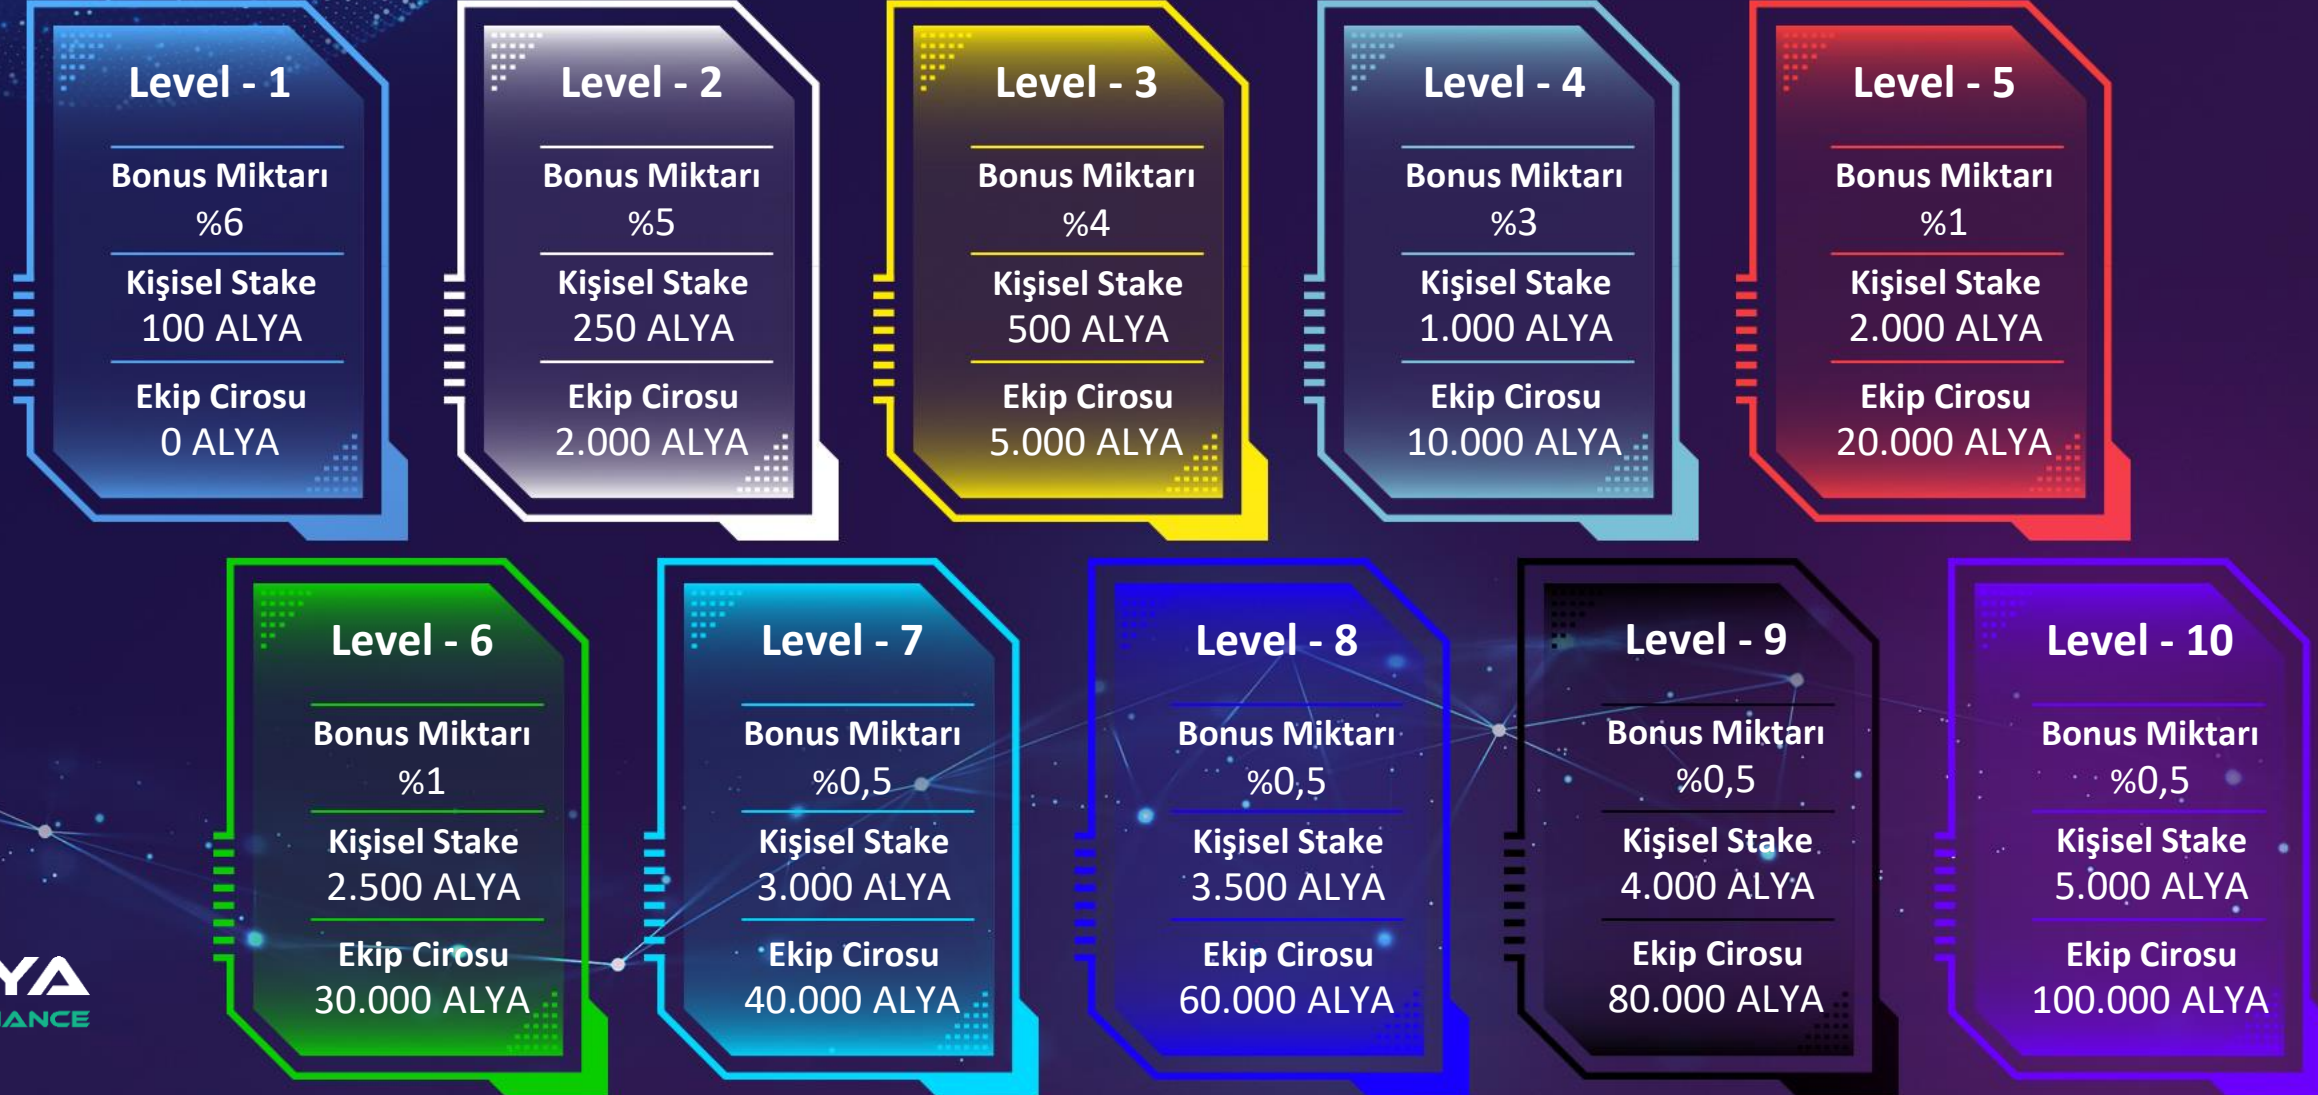 Level - 1
Bonus Miktarı
%6
Kişisel Stake
100 ALYA
Ekip Cirosu
0 ALYA
Level - 2
Bonus Miktarı
%5
Kişisel Stake
250 ALYA
Ekip Cirosu
2.000 ALYA
Level - 3
Bonus Miktarı
%4
Kişisel Stake
500 ALYA
Ekip Cirosu
5.000 ALYA
Level - 4
Bonus Miktarı
%3
Kişisel Stake
1.000 ALYA
Ekip Cirosu
10.000 ALYA
Level - 5
Bonus Miktarı
%1
Kişisel Stake
2.000 ALYA
Ekip Cirosu
20.000 ALYA
Level - 6
Bonus Miktarı
%1
Kişisel Stake
2.500 ALYA
Ekip Cirosu
30.000 ALYA
Level - 7
Bonus Miktarı
%0,5
Kişisel Stake
3.000 ALYA
Ekip Cirosu
40.000 ALYA
Level - 8
Bonus Miktarı
%0,5
Kişisel Stake
3.500 ALYA
Ekip Cirosu
60.000 ALYA
Level - 9
Bonus Miktarı
%0,5
Kişisel Stake
4.000 ALYA
Ekip Cirosu
80.000 ALYA
Level - 10
Bonus Miktarı
%0,5
Kişisel Stake
5.000 ALYA
Ekip Cirosu
100.000 ALYA